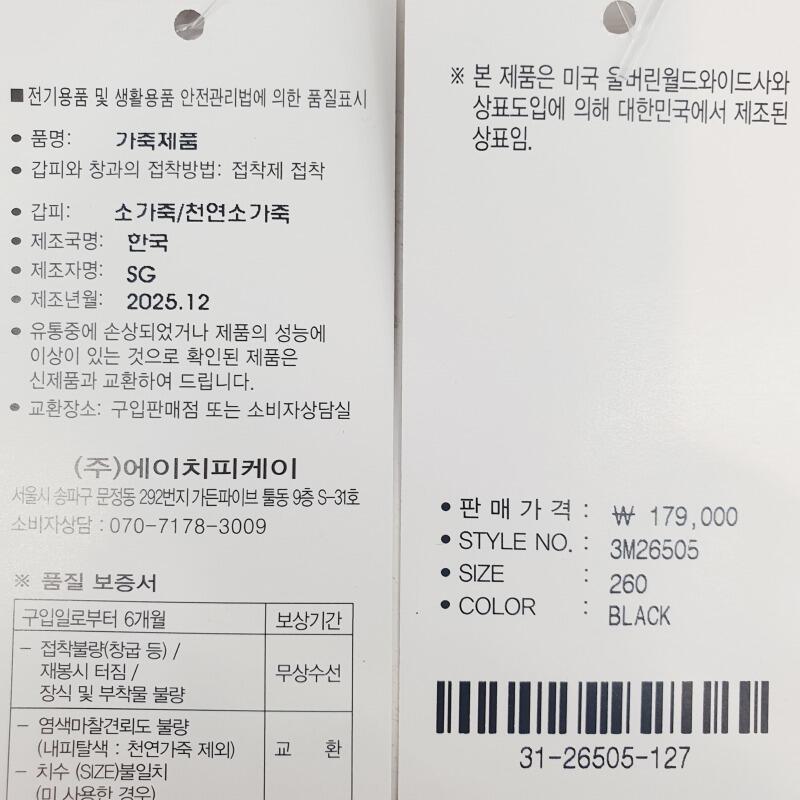 ■ 전기용품 및 생활용품 안전관리법에 의한 품질표시
● 품명: 가죽제품
● 갑피와 창과의 접착방법: 접착제 접착
● 갑피: 소가죽/천연소가죽
● 제조국명: 한국
● 제조자명: SG
● 제조년월: 2025.12
● 유통중에 손상되었거나 제품의 성능에
이상이 있는 것으로 확인된 제품은
신제품과 교환하여 드립니다.
● 교환장소: 구입판매점 또는 소비자상담실
(주)에이치피케이
서울시 송파구 문정동 292번지 가든파이브 툴동 9층 S-31호
소비자상담 : 070-7178-3009
※ 품질 보증서
구입일로부터 6개월 보상기간
- 접착불량(창굽 등) /
재봉시 터짐 /
장식 및 부착물 불량
무상수선
- 염색마찰견뢰도 불량
(내피탈색 : 천연가죽 제외)
교 환
- 치수 (SIZE)불일치
(미 사용한 경우)
※ 본 제품은 미국 울버린월드와이드사와
상표도입에 의해 대한민국에서 제조된
상표임.
● 판매가격 : ₩ 179,000
● STYLE NO. : 3M26505
● SIZE : 260
● COLOR : BLACK
31-26505-127